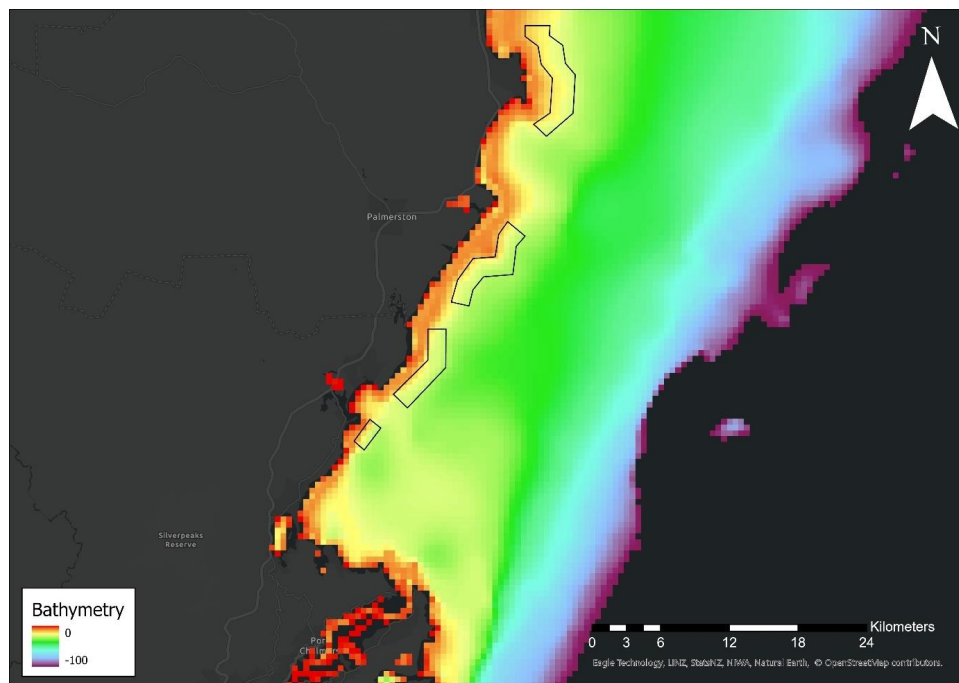 N
Palmerston
Silverpeaks
Reserve
Bathymetry
0
-100
Kilometers
0 3 6 12 18 24
Eagle Technology, LINZ, StatsNZ, NIWA, Natural Earth, © OpenStreetMap contributors.